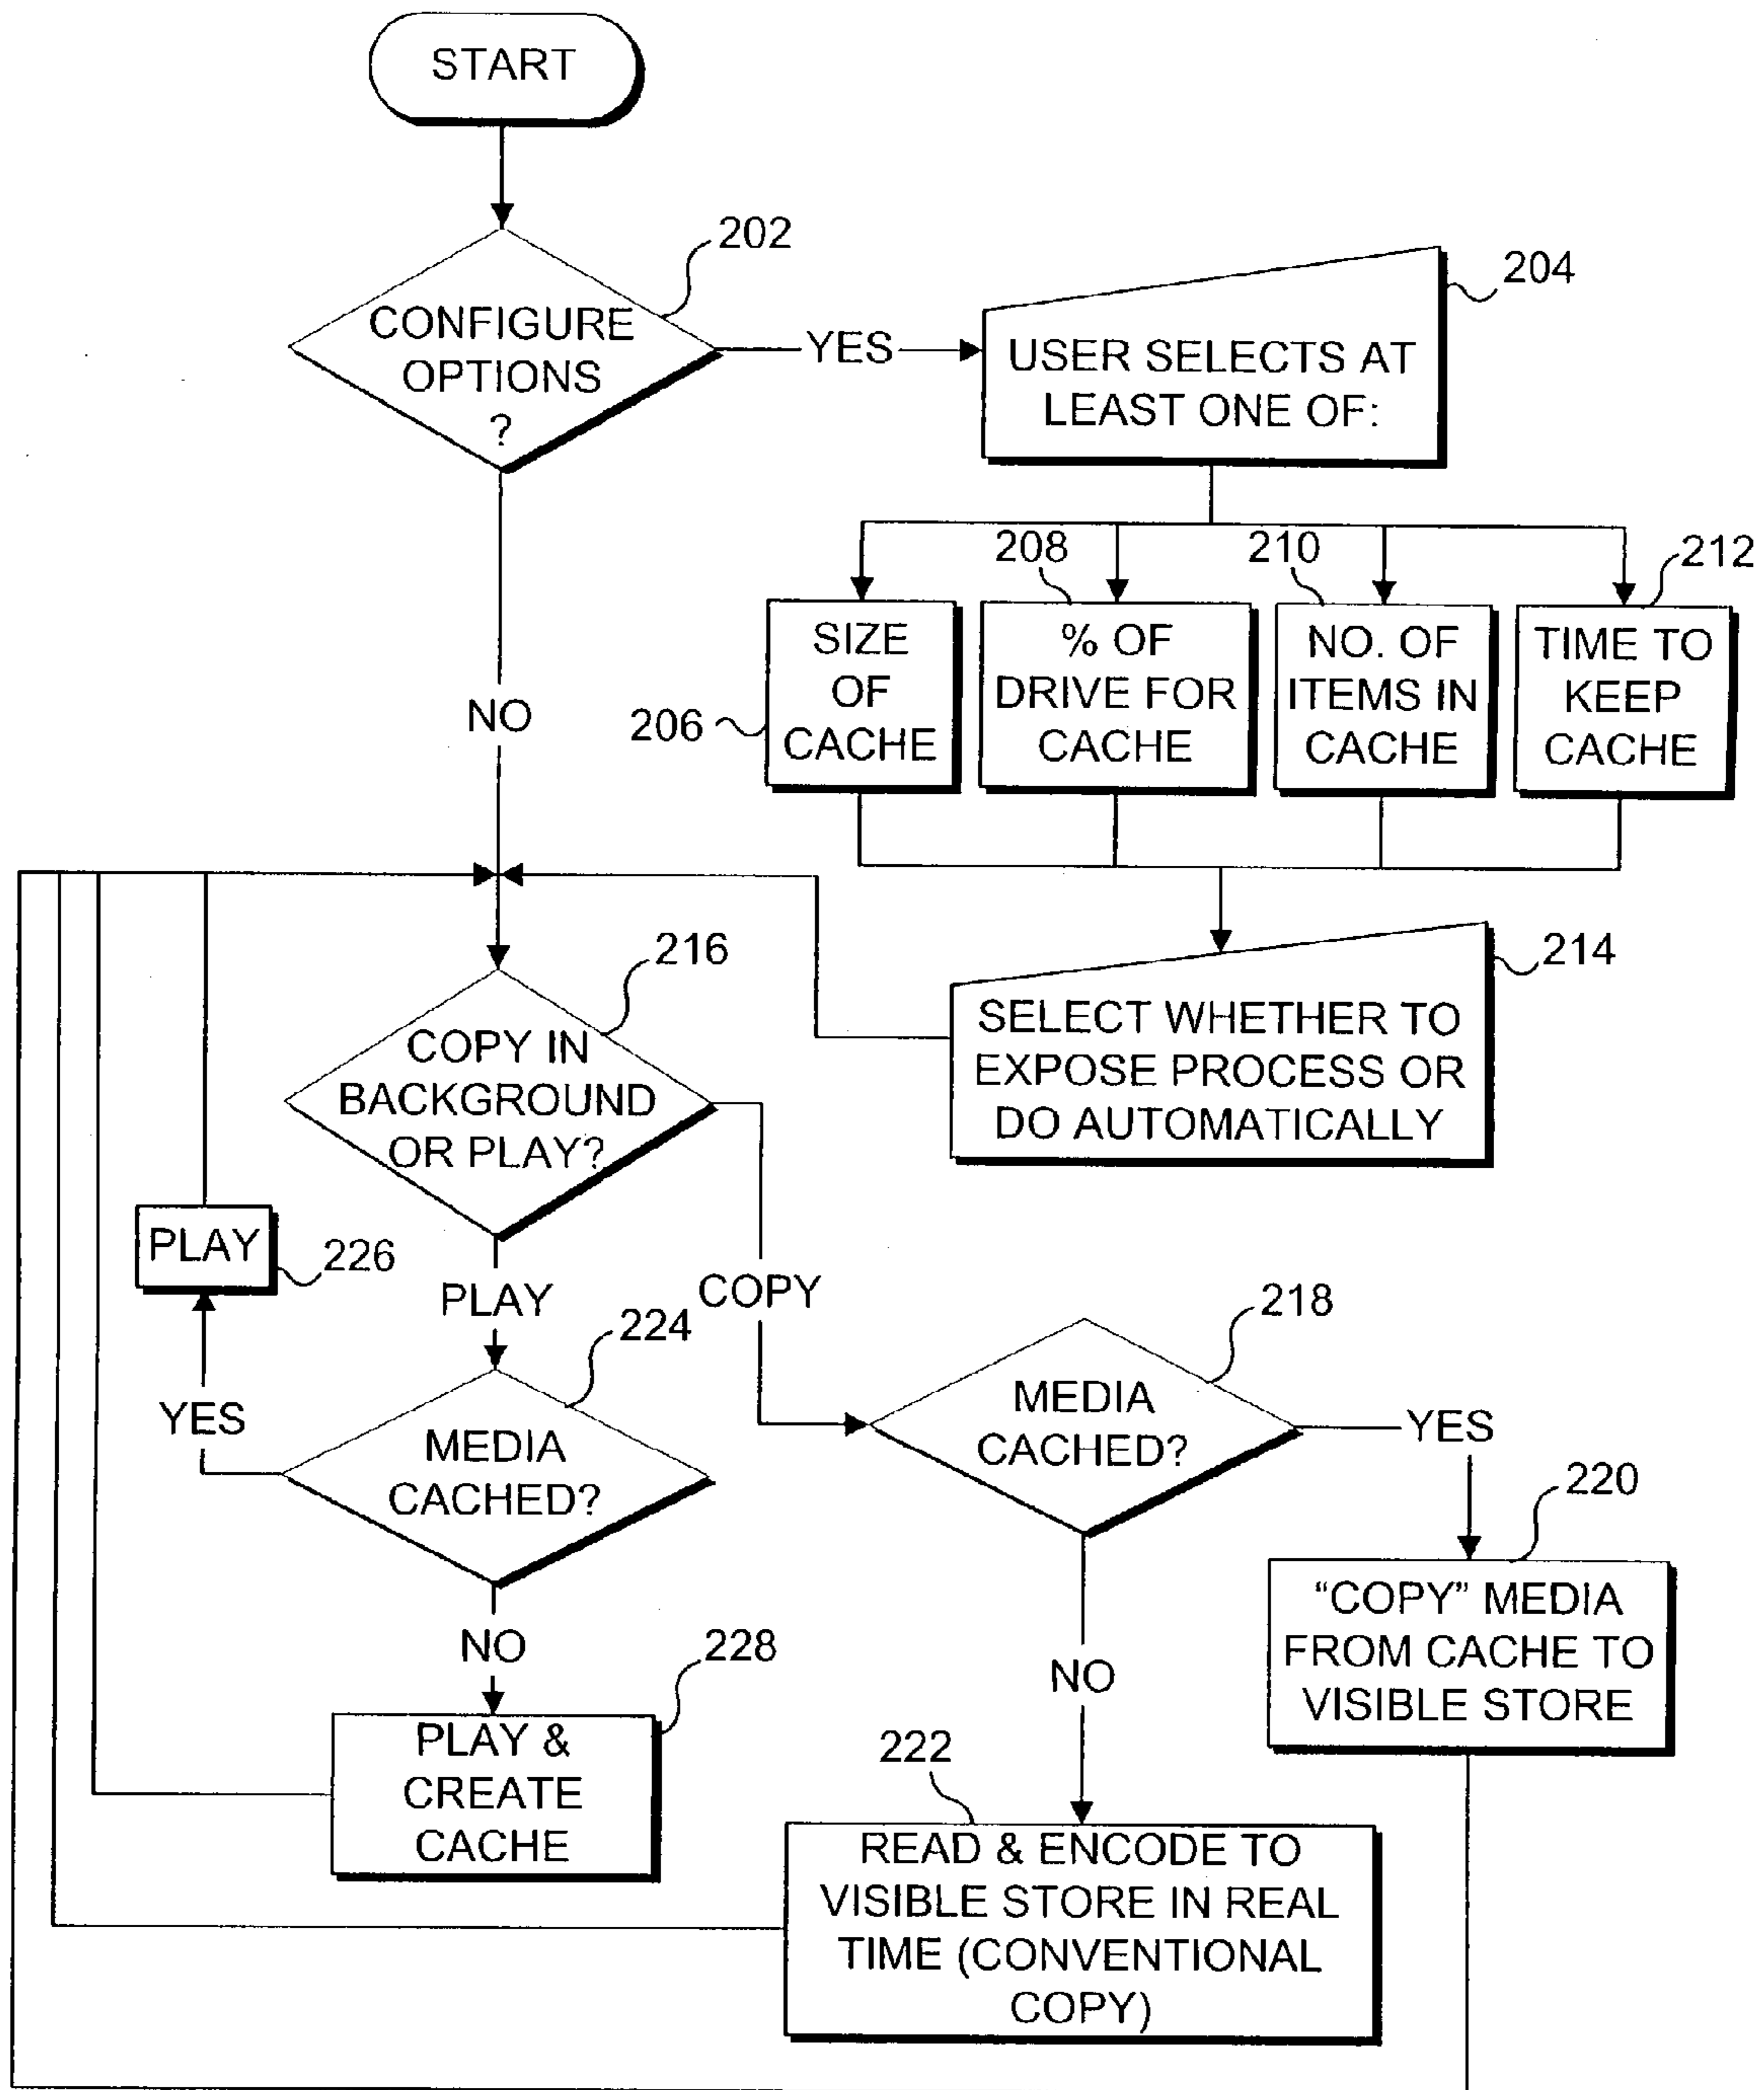 START
202
CONFIGURE
OPTIONS
?
YES
204
USER SELECTS AT
LEAST ONE OF:
NO
206
SIZE
OF
CACHE
208
% OF
DRIVE FOR
CACHE
210
NO. OF
ITEMS IN
CACHE
212
TIME TO
KEEP
CACHE
214
SELECT WHETHER TO
EXPOSE PROCESS OR
DO AUTOMATICALLY
216
COPY IN
BACKGROUND
OR PLAY?
PLAY
226
PLAY
COPY
224
MEDIA
CACHED?
YES
NO
228
PLAY &
CREATE
CACHE
218
MEDIA
CACHED?
YES
220
“COPY” MEDIA
FROM CACHE TO
VISIBLE STORE
NO
222
READ & ENCODE TO
VISIBLE STORE IN REAL
TIME (CONVENTIONAL
COPY)